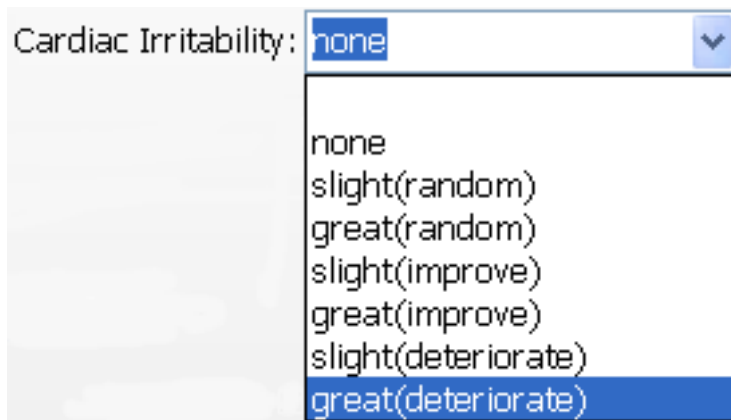 Cardiac Irritability: none
none
slight(random)
great(random)
slight(improve)
great(improve)
slight(deteriorate)
great(deteriorate)